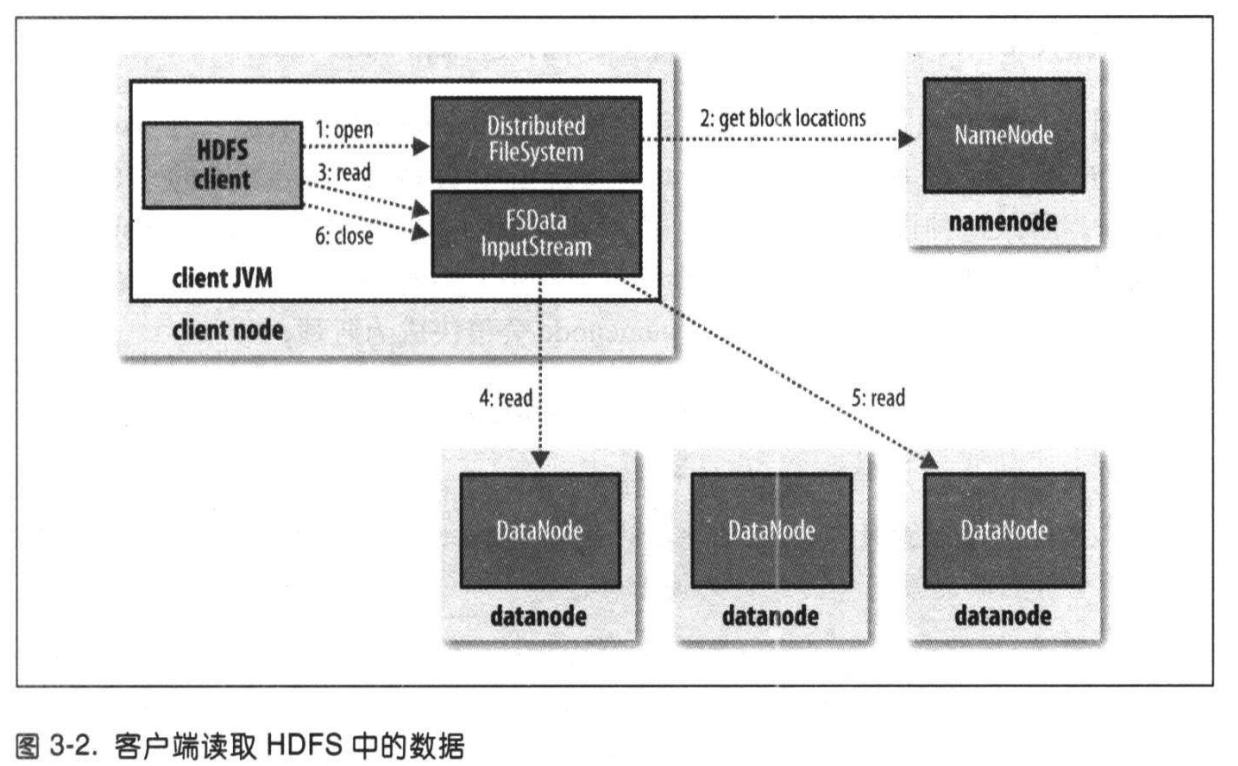 1: open
Distributed
FileSystem
2: get block locations
NameNode
namenode
HDFS
client
3: read
6: close
FSData
InputStream
client JVM
client node
4: read
5: read
DataNode
DataNode
DataNode
datanode
datanode
datanode
图 3-2. 客户端读取 HDFS 中的数据